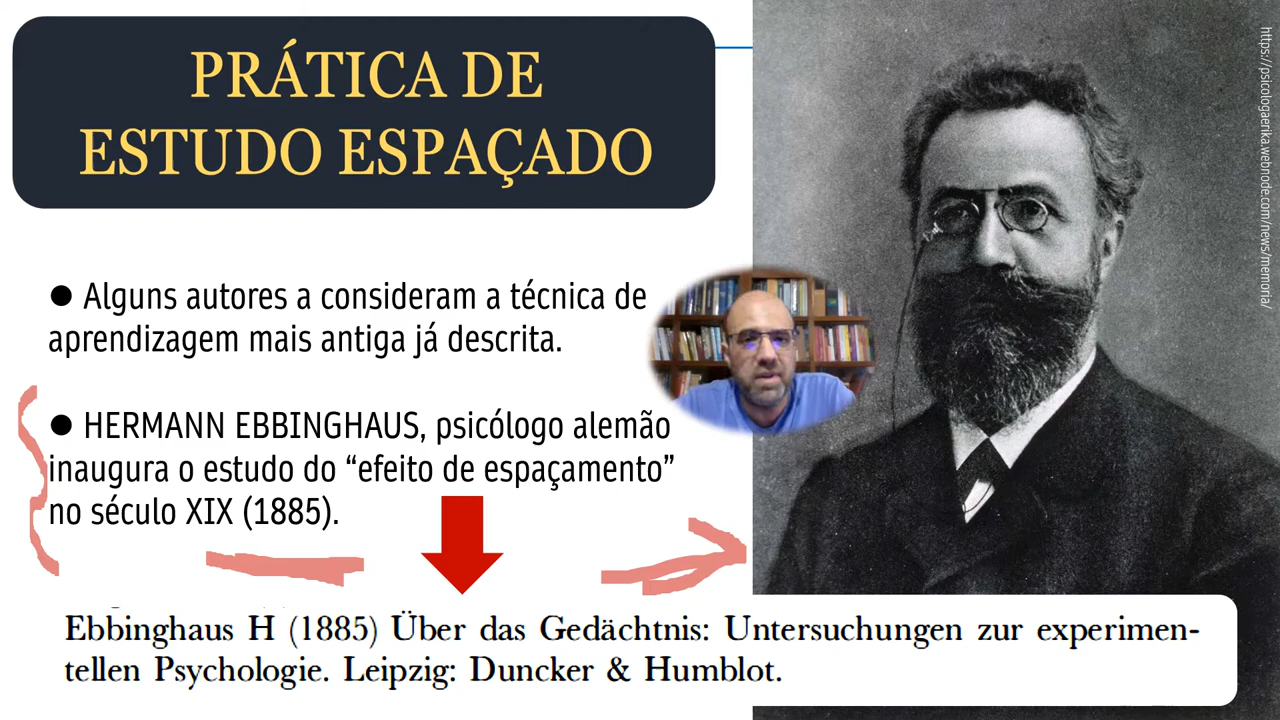 PRÁTICA DE
ESTUDO ESPAÇADO
● Alguns autores a consideram a técnica de
aprendizagem mais antiga já descrita.
● HERMANN EBBINGHAUS, psicólogo alemão
inaugura o estudo do “efeito de espaçamento”
no século XIX (1885).
Ebbinghaus H (1885) Über das Gedächtnis: Untersuchungen zur experimen-
tellen Psychologie. Leipzig: Duncker & Humblot.
https://psicologaerika.webnode.com/news/memoria/